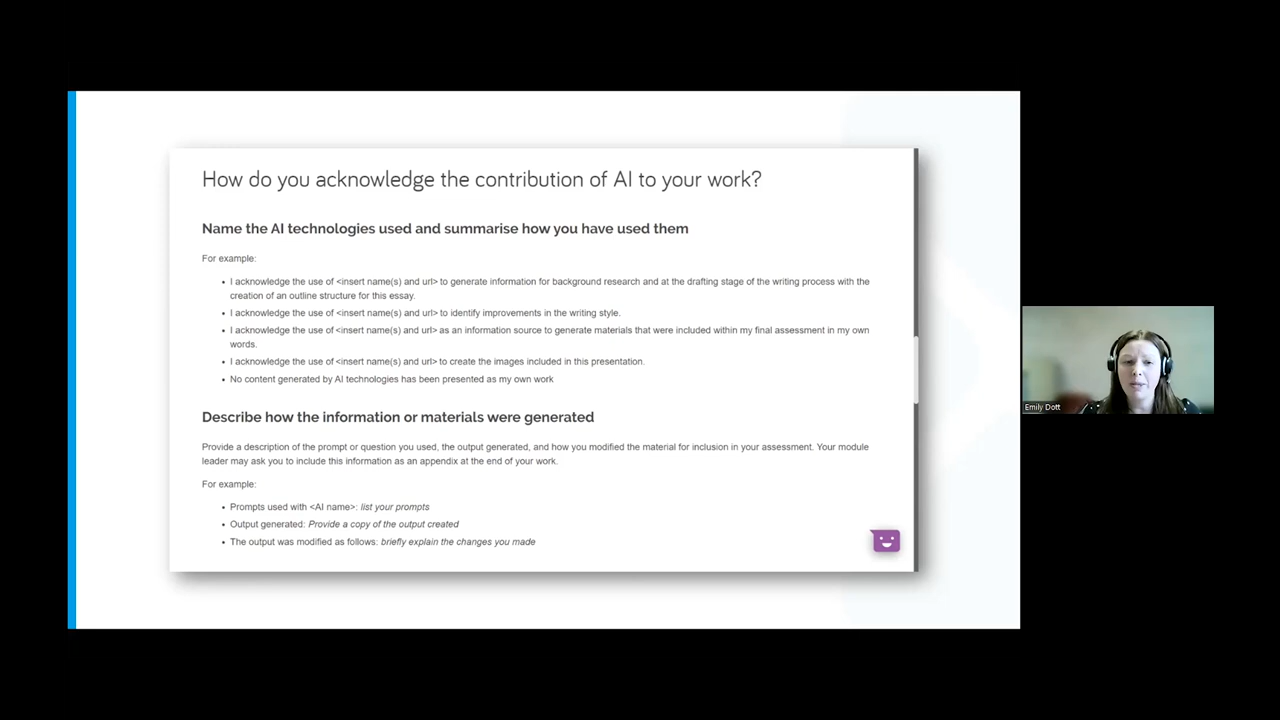 How do you acknowledge the contribution of AI to your work?
Name the AI technologies used and summarise how you have used them
For example:
• I acknowledge the use of <insert name(s) and url> to generate information for background research and at the drafting stage of the writing process with the
creation of an outline structure for this essay.
• I acknowledge the use of <insert name(s) and url> to identify improvements in the writing style.
• I acknowledge the use of <insert name(s) and url> as an information source to generate materials that were included within my final assessment in my own
words.
• I acknowledge the use of <insert name(s) and url> to create the images included in this presentation.
• No content generated by AI technologies has been presented as my own work
Describe how the information or materials were generated
Provide a description of the prompt or question you used, the output generated, and how you modified the material for inclusion in your assessment. Your module
leader may ask you to include this information as an appendix at the end of your work.
For example:
• Prompts used with <AI name>: list your prompts
• Output generated: Provide a copy of the output created
• The output was modified as follows: briefly explain the changes you made
Emily Dott